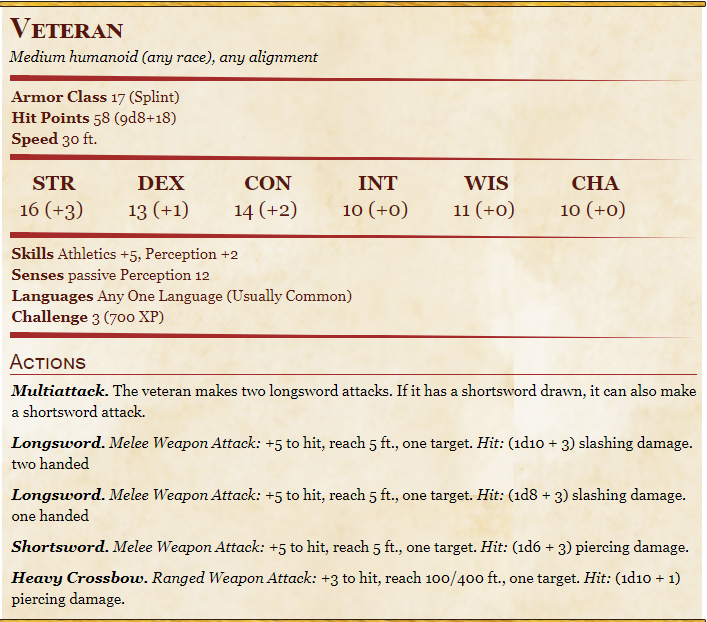 VETERAN
Medium humanoid (any race), any alignment
Armor Class 17 (Splint)
Hit Points 58 (9d8+18)
Speed 30 ft.
STR DEX CON INT WIS CHA
16 (+3) 13 (+1) 14 (+2) 10 (+0) 11 (+0) 10 (+0)
Skills Athletics +5, Perception +2
Senses passive Perception 12
Languages Any One Language (Usually Common)
Challenge 3 (700 XP)
ACTIONS
Multiattack. The veteran makes two longsword attacks. If it has a shortsword drawn, it can also make
a shortsword attack.
Longsword. Melee Weapon Attack: +5 to hit, reach 5 ft., one target. Hit: (1d10 + 3) slashing damage.
two handed
Longsword. Melee Weapon Attack: +5 to hit, reach 5 ft., one target. Hit: (1d8 + 3) slashing damage.
one handed
Shortsword. Melee Weapon Attack: +5 to hit, reach 5 ft., one target. Hit: (1d6 + 3) piercing damage.
Heavy Crossbow. Ranged Weapon Attack: +3 to hit, reach 100/400 ft., one target. Hit: (1d10 + 1)
piercing damage.